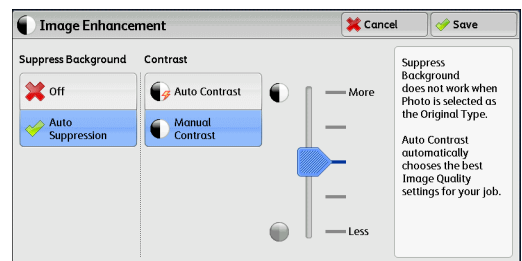 Image Enhancement
Cancel
Save
Suppress Background
Off
Auto
Suppression
Contrast
Auto Contrast
Manual
Contrast
More
Less
Suppress
Background
does not work when
Photo is selected as
the Original Type.
Auto Contrast
automatically
chooses the best
Image Quality
settings for your job.